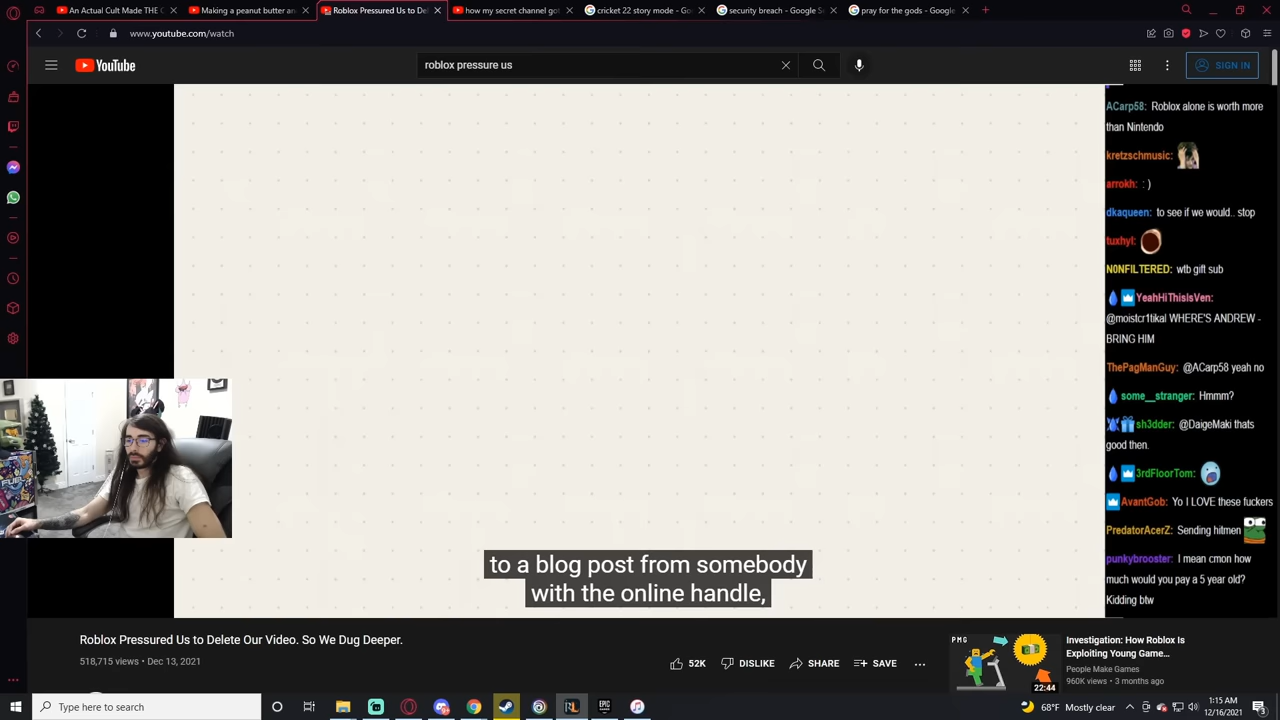 An Actual Cult Made THE C
Making a peanut butter an
Roblox Pressured Us to Del
how my secret channel got
cricket 22 story mode - Goo
security breach - Google Se
pray for the gods - Google
www.youtube.com/watch
YouTube
roblox pressure us
SIGN IN
ACarp58: Roblox alone is worth more
than Nintendo
kretzschmusic:
arrokh: : )
dkaqueen: to see if we would.. stop
tuxhyl:
N0NFILTERED: wtb gift sub
YeahHiThisIsVen:
@moistcr1tikal WHERE'S ANDREW -
BRING HIM
ThePagManGuy: @ACarp58 yeah no
some__stranger: Hmmm?
sh3dder: @DaigeMaki thats
good then.
3rdFloorTom:
AvantGob: Yo I LOVE these fuckers
PredatorAcerZ: Sending hitmen
punkybrooster: I mean cmon how
much would you pay a 5 year old?
Kidding btw
to a blog post from somebody
with the online handle,
Roblox Pressured Us to Delete Our Video. So We Dug Deeper.
518,715 views • Dec 13, 2021
52K
DISLIKE
SHARE
SAVE
PMG
22:44
Investigation: How Roblox Is
Exploiting Young Game...
People Make Games
960K views • 3 months ago
Type here to search
EPIC
68°F Mostly clear
1:15 AM
12/16/2021